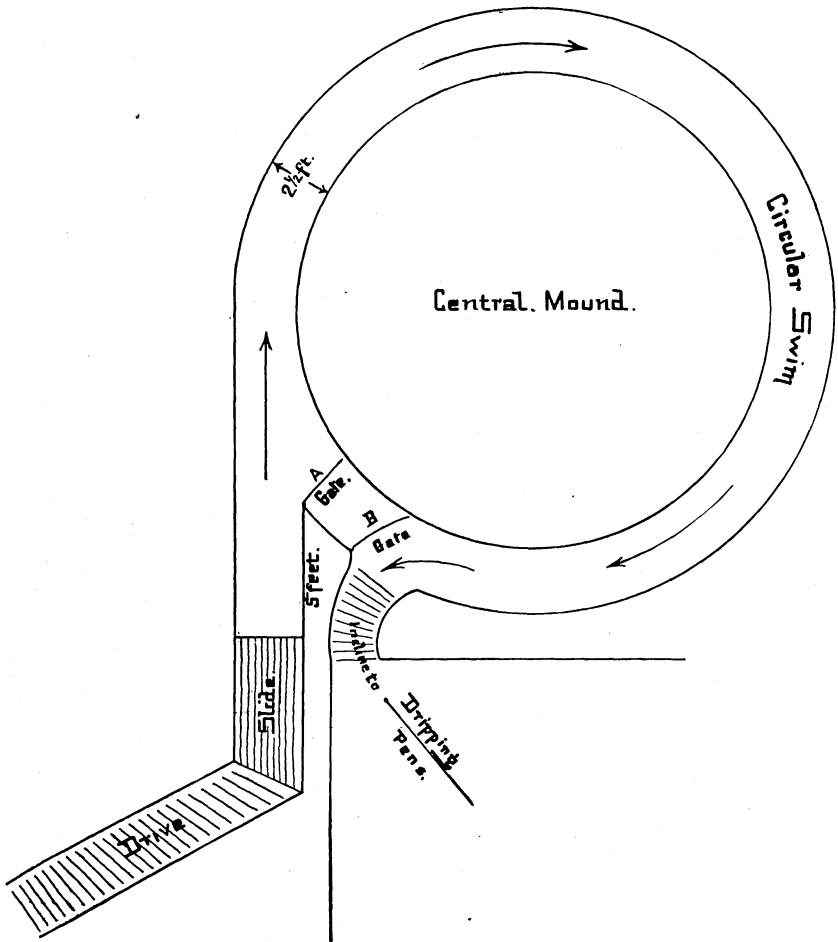 2½ ft.
Circular Swim
Central. Mound.
A
Gate.
B
Gate
5 feet.
Incline to
Dripping
Pens.
Slide.
Drive